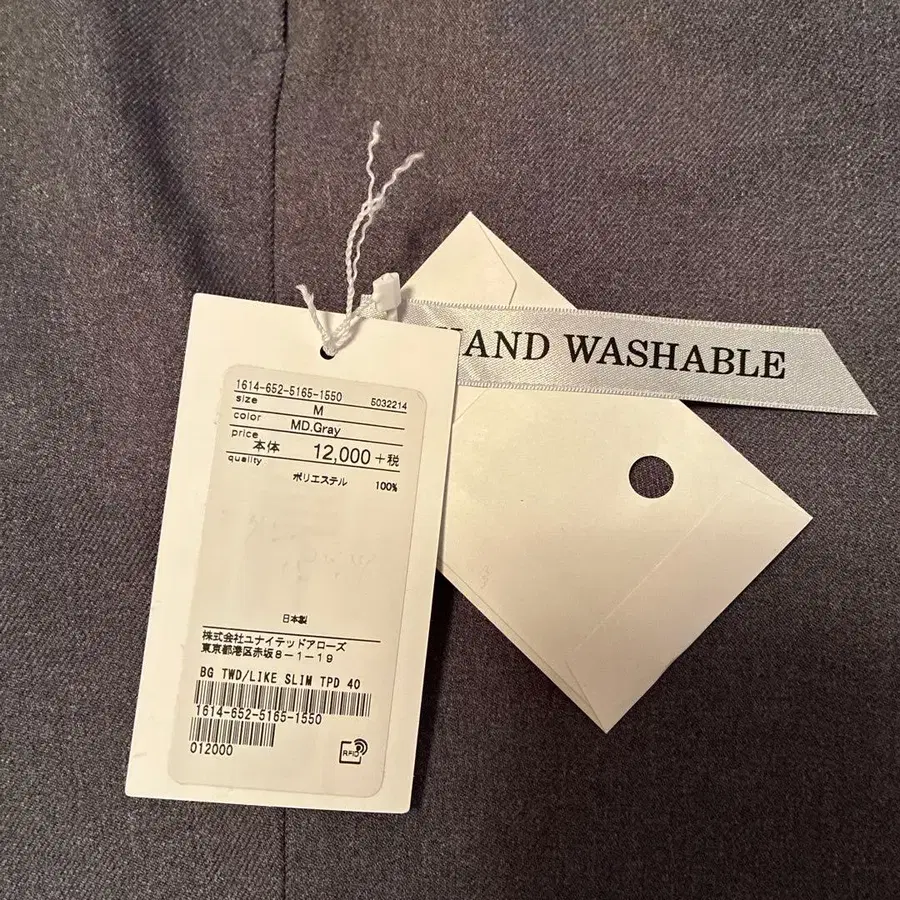 HAND WASHABLE
1614-652-5165-1550 5032214
size M
color MD.Gray
price 本体 12,000+税
quality
ポリエステル 100%
日本製
株式会社ユナイテッドアローズ
東京都港区赤坂8-1-19
BG TWD/LIKE SLIM TPD 40
1614-652-5165-1550
012000
RFID